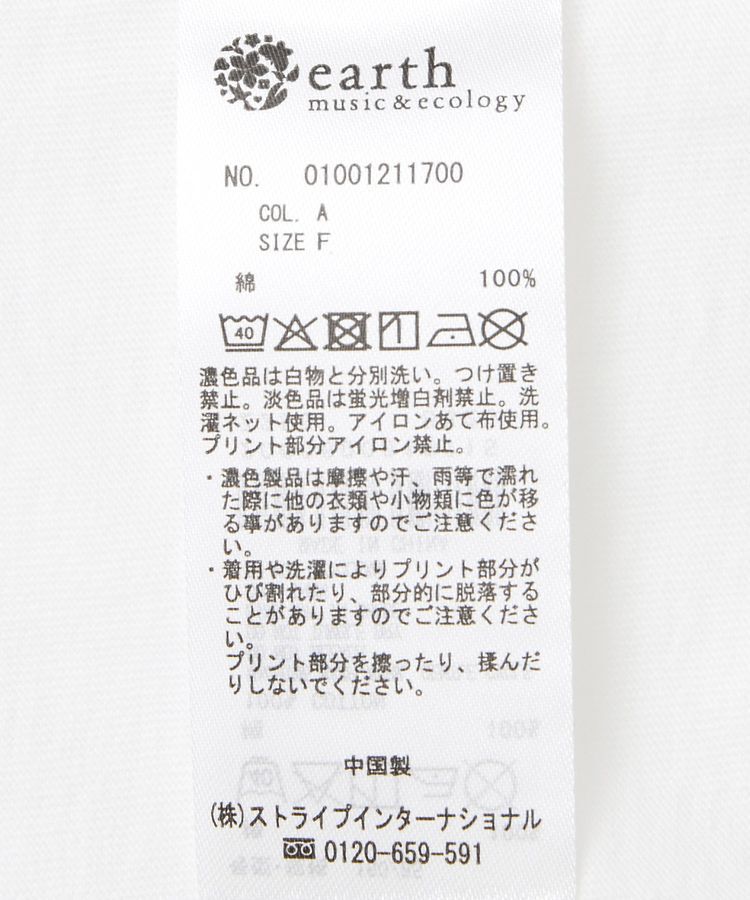 earth
music&ecology
NO. 01001211700
COL. A
SIZE F
綿 100%
40
濃色品は白物と分別洗い。つけ置き
禁止。淡色品は蛍光増白剤禁止。洗
濯ネット使用。アイロンあて布使用。
プリント部分アイロン禁止。
・濃色製品は摩擦や汗、雨等で濡れ
た際に他の衣類や小物類に色が移
る事がありますのでご注意くださ
い。
・着用や洗濯によりプリント部分が
ひび割れたり、部分的に脱落する
ことがありますのでご注意くださ
い。
プリント部分を擦ったり、揉んだ
りしないでください。
中国製
(株)ストライプインターナショナル
0120-659-591